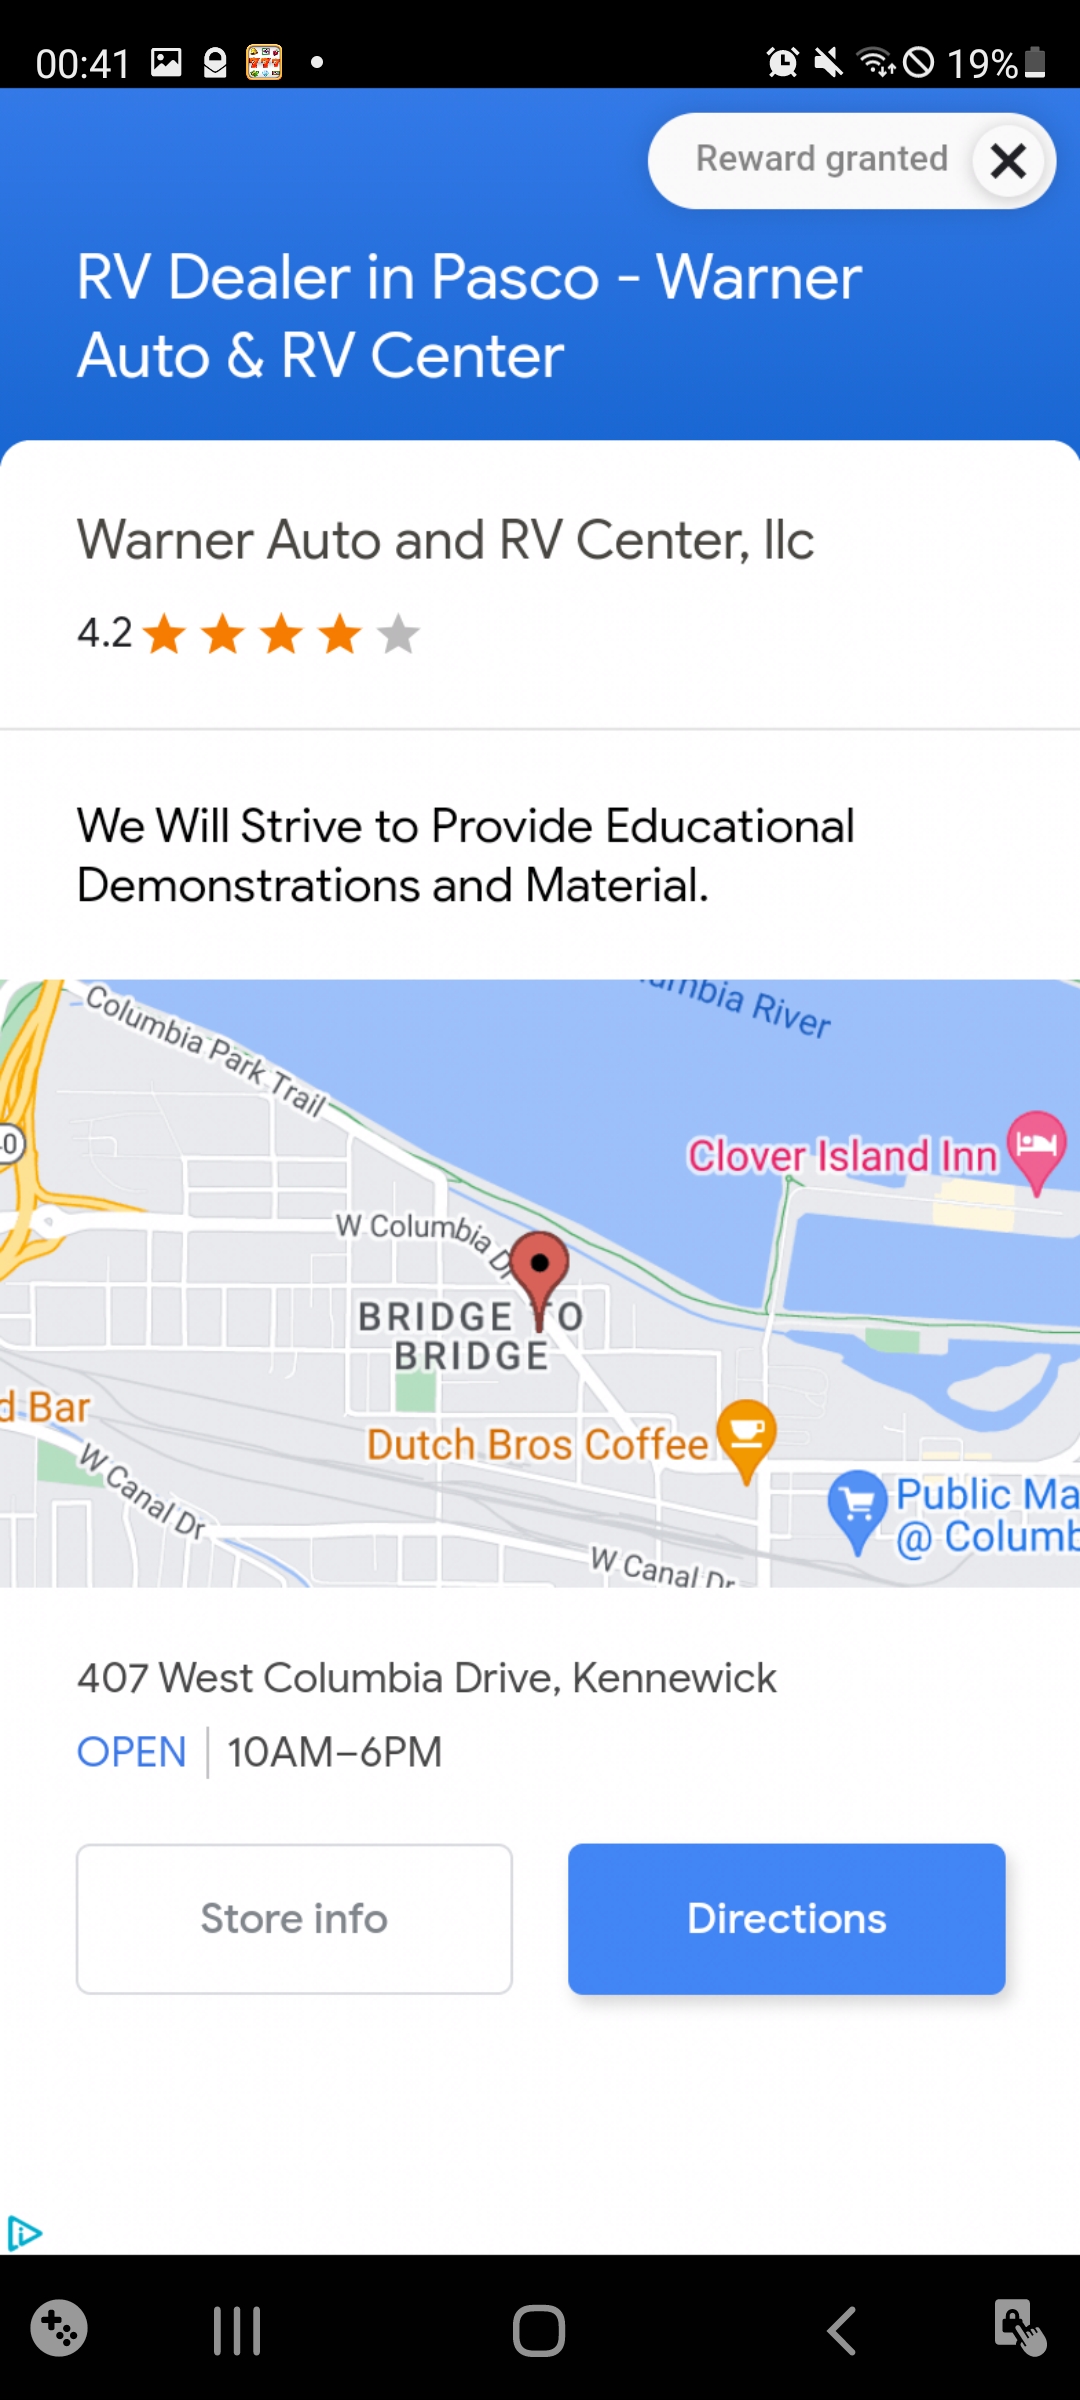 00:41
19%
Reward granted
RV Dealer in Pasco - Warner
Auto & RV Center
Warner Auto and RV Center, llc
4.2
We Will Strive to Provide Educational
Demonstrations and Material.
Columbia River
Columbia Park Trail
Clover Island Inn
W Columbia Dr
BRIDGE TO
BRIDGE
d Bar
Dutch Bros Coffee
W Canal Dr
Public Ma
@ Columb
W Canal Dr
407 West Columbia Drive, Kennewick
OPEN | 10AM–6PM
Store info
Directions